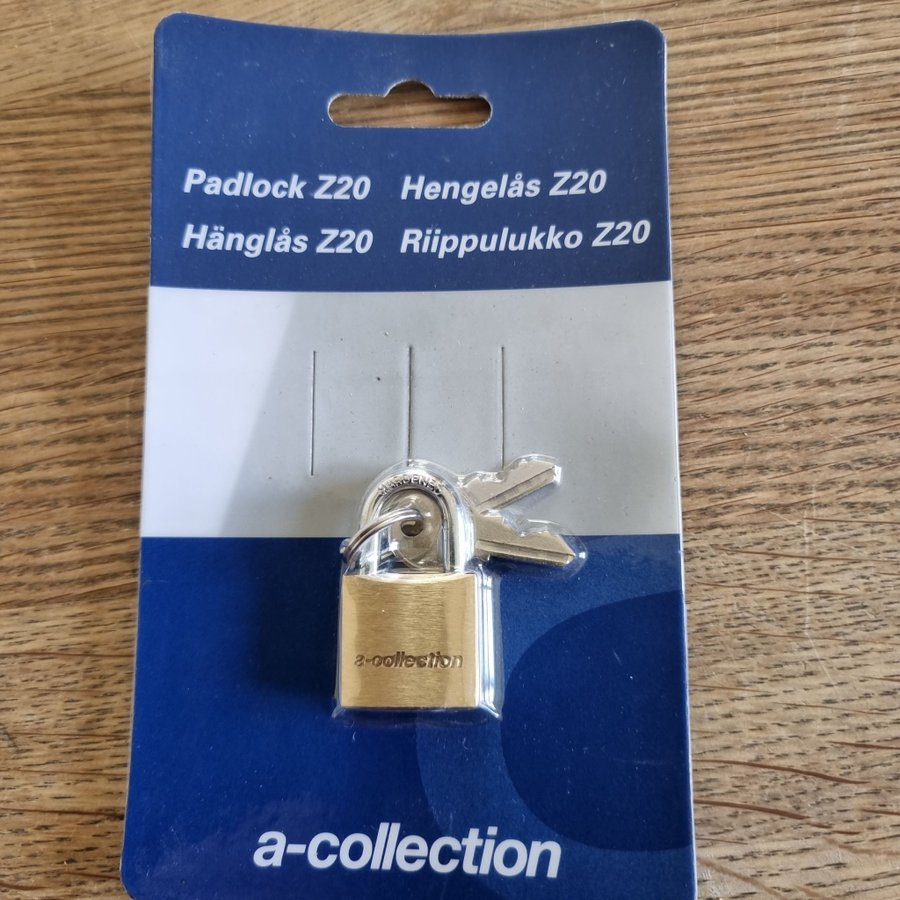 Padlock Z20 Hengelås Z20
Hänglås Z20 Riippulukko Z20
HARDENED
a-collection
a-collection